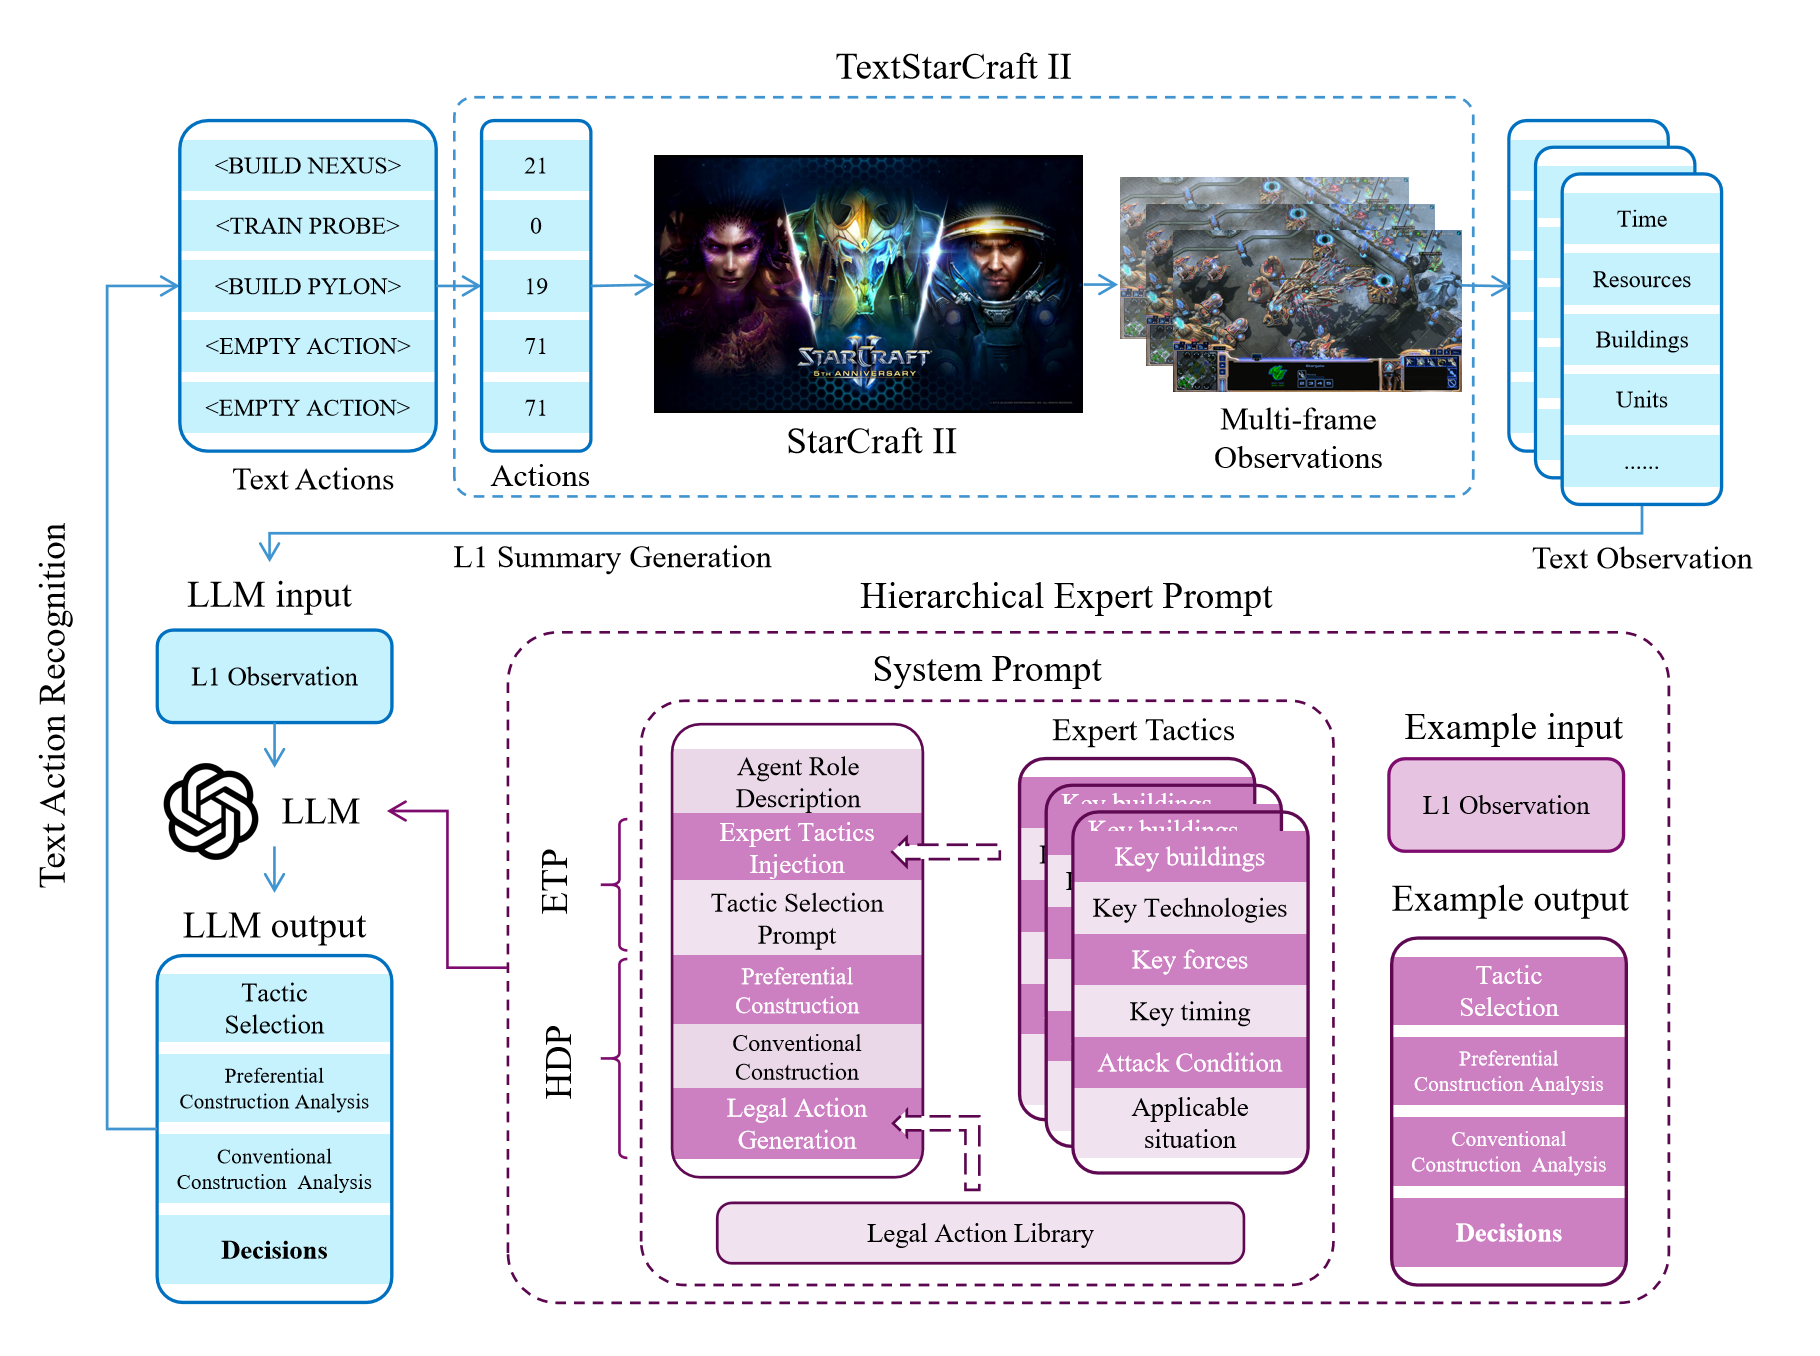 TextStarCraft II
<BUILD NEXUS>
<TRAIN PROBE>
<BUILD PYLON>
<EMPTY ACTION>
<EMPTY ACTION>
Text Actions
21
0
19
71
71
Actions
STARCRAFT
II
5TH ANNIVERSARY
StarCraft II
Multi-frame
Observations
Time
Resources
Buildings
Units
......
Text Observation
L1 Summary Generation
Text Action Recognition
LLM input
L1 Observation
LLM
LLM output
Tactic
Selection
Preferential
Construction Analysis
Conventional
Construction Analysis
Decisions
Hierarchical Expert Prompt
System Prompt
ETP
HDP
Agent Role
Description
Expert Tactics
Injection
Tactic Selection
Prompt
Preferential
Construction
Conventional
Construction
Legal Action
Generation
Expert Tactics
Key buildings
Key buildings
Key buildings
Key Technologies
Key forces
Key timing
Attack Condition
Applicable
situation
Legal Action Library
Example input
L1 Observation
Example output
Tactic
Selection
Preferential
Construction Analysis
Conventional
Construction Analysis
Decisions